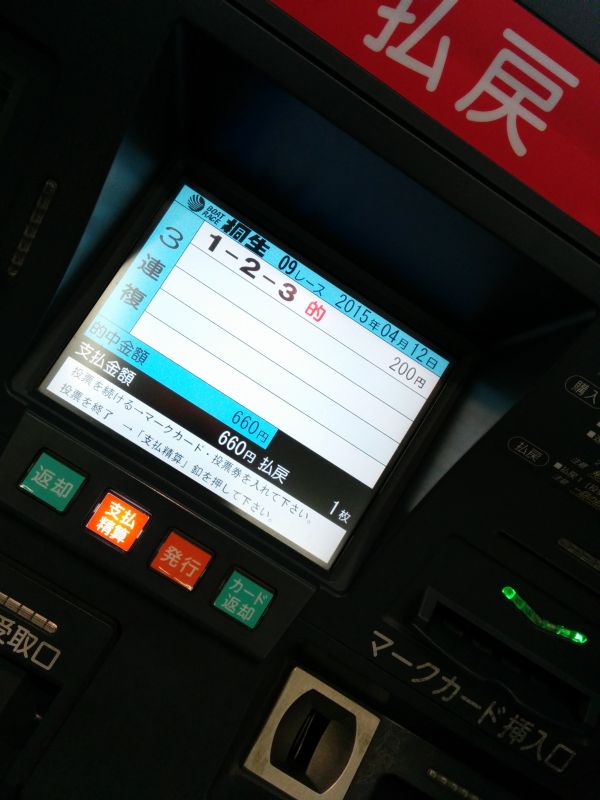 払戻
BOAT RACE 桐生 09レース 2015年04月12日
3連複
1-2-3 的 200円
的中金額 660円
支払金額 660円 払戻 1枚
投票を続ける→マークカード・投票券を入れて下さい。
投票を終了 →「支払精算」釦を押して下さい。
返却
支払精算
発行
カード返却
購入
払戻
受取口
マークカード挿入口